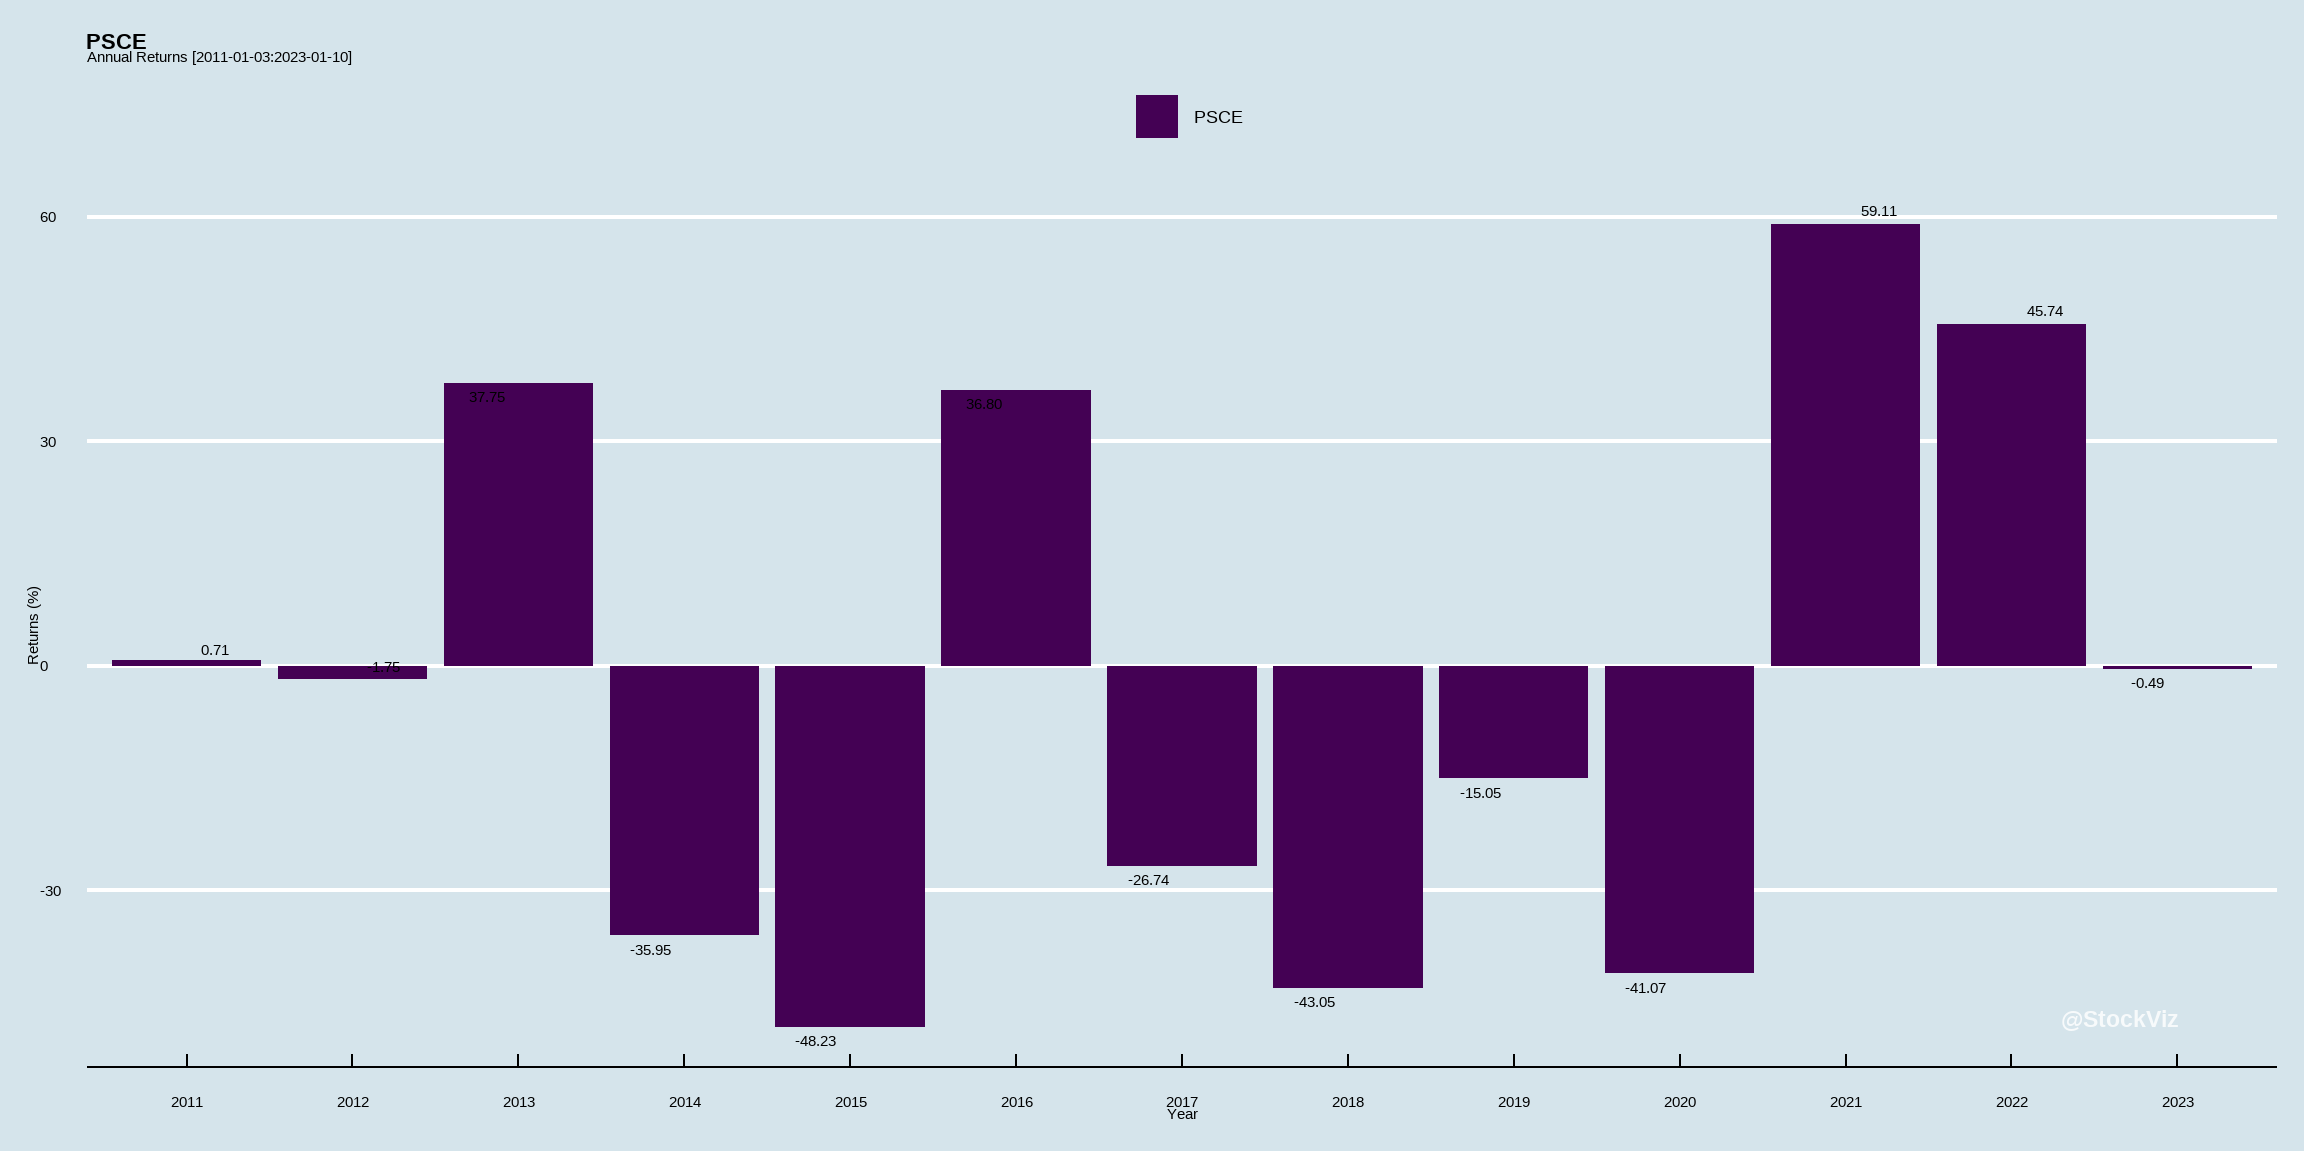 PSCE
Annual Returns [2011-01-03:2023-01-10]
PSCE
60
30
0
-30
Returns (%)
59.11
45.74
37.75
36.80
0.71
-1.75
-0.49
-15.05
-26.74
-35.95
-41.07
-43.05
-48.23
@StockViz
2011 2012 2013 2014 2015 2016 2017 2018 2019 2020 2021 2022 2023
Year